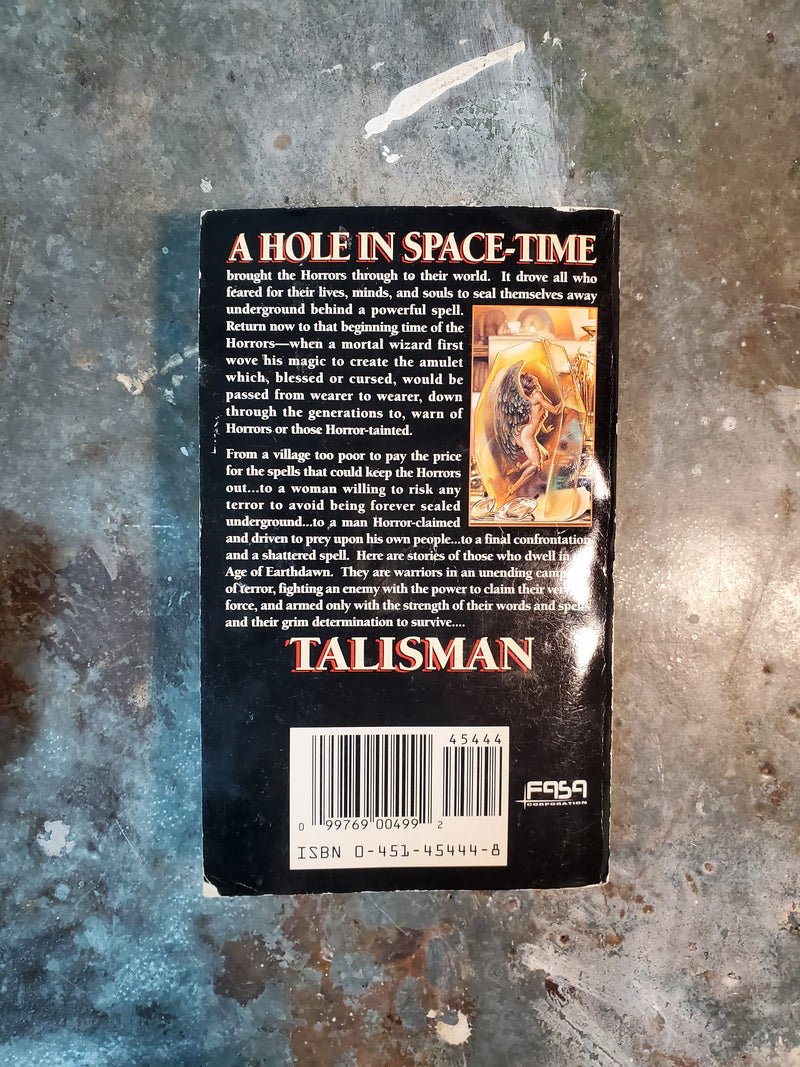 A HOLE IN SPACE-TIME
brought the Horrors through to their world. It drove all who
feared for their lives, minds, and souls to seal themselves away
underground behind a powerful spell.
Return now to that beginning time of the
Horrors—when a mortal wizard first
wove his magic to create the amulet
which, blessed or cursed, would be
passed from wearer to wearer, down
through the generations to, warn of
Horrors or those Horror-tainted.
From a village too poor to pay the price
for the spells that could keep the Horrors
out...to a woman willing to risk any
terror to avoid being forever sealed
underground...to a man Horror-claimed
and driven to prey upon his own people...to a final confrontation
and a shattered spell. Here are stories of those who dwell in
Age of Earthdawn. They are warriors in an unending
of terror, fighting an enemy with the power to claim their
force, and armed only with the strength of their words and
and their grim determination to survive....
TALISMAN
45444
0 99769 00499 2
ISBN 0-451-45444-8
FASA
CORPORATION